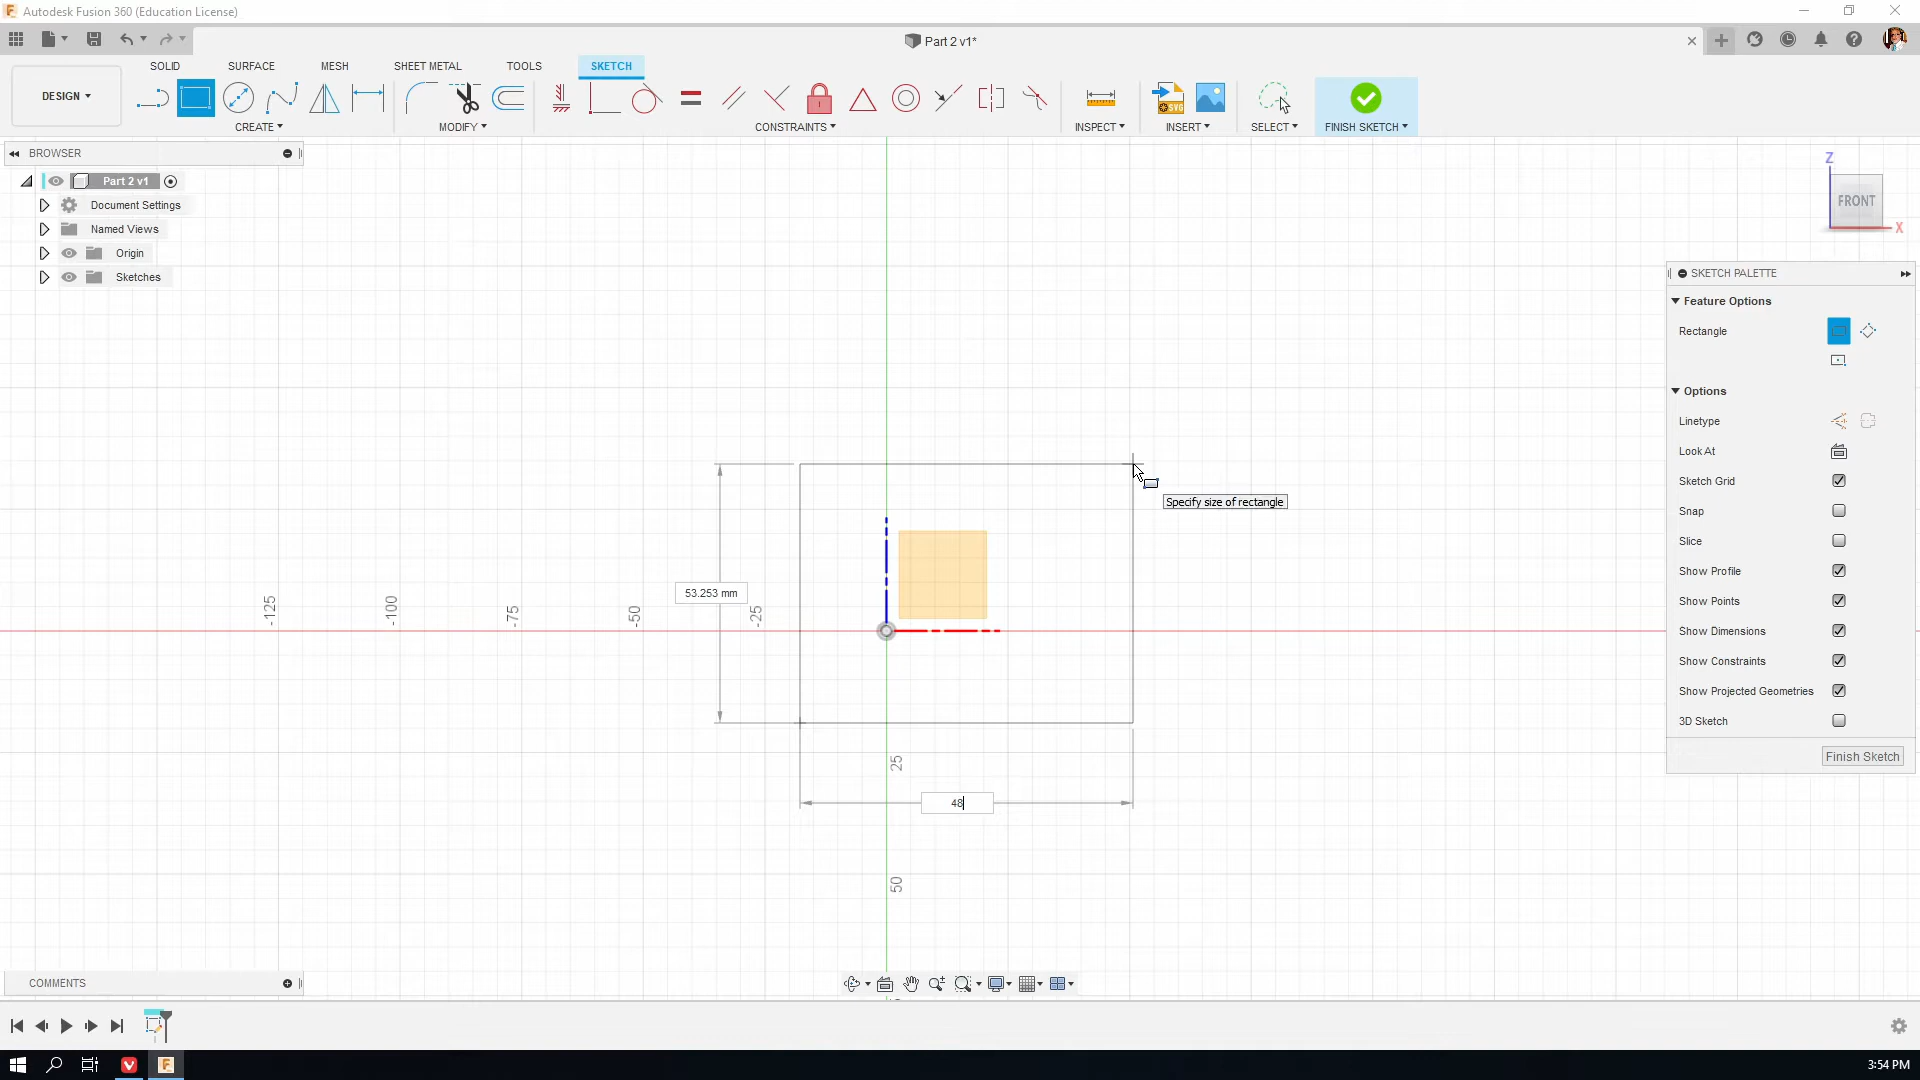 Autodesk Fusion 360 (Education License)
Part 2 v1*
DESIGN
SOLID
SURFACE
MESH
SHEET METAL
TOOLS
SKETCH
CREATE
MODIFY
CONSTRAINTS
INSPECT
INSERT
SELECT
FINISH SKETCH
BROWSER
Part 2 v1
Document Settings
Named Views
Origin
Sketches
Z
FRONT
X
SKETCH PALETTE
Feature Options
Rectangle
Options
Linetype
Look At
Sketch Grid
Snap
Slice
Show Profile
Show Points
Show Dimensions
Show Constraints
Show Projected Geometries
3D Sketch
Finish Sketch
Specify size of rectangle
53.253 mm
-125
-100
-75
-50
-25
25
48
50
COMMENTS
3:54 PM